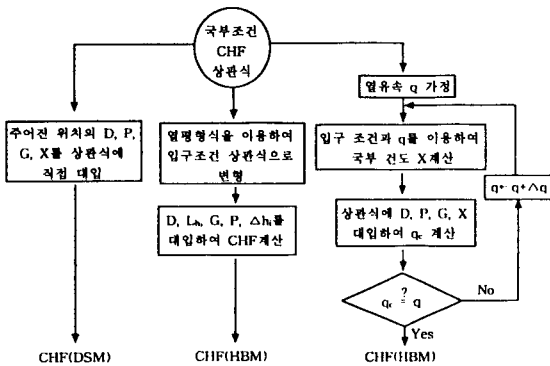 국부조건
CHF
상관식
주어진 위치의 D, P,
G, X를 상관식에
직접 대입
CHF(DSM)
열평형식을 이용하여
입구조건 상관식으로
변형
D, Lₕ, G, P, △hᵢ를
대입하여 CHF계산
CHF(HBM)
열유속 q 가정
입구 조건과 q를 이용하여
국부 건도 X계산
상관식에 D, P, G, X
대입하여 q꜀ 계산
?
q꜀ = q
No
q← q+△q
Yes
CHF(HBM)